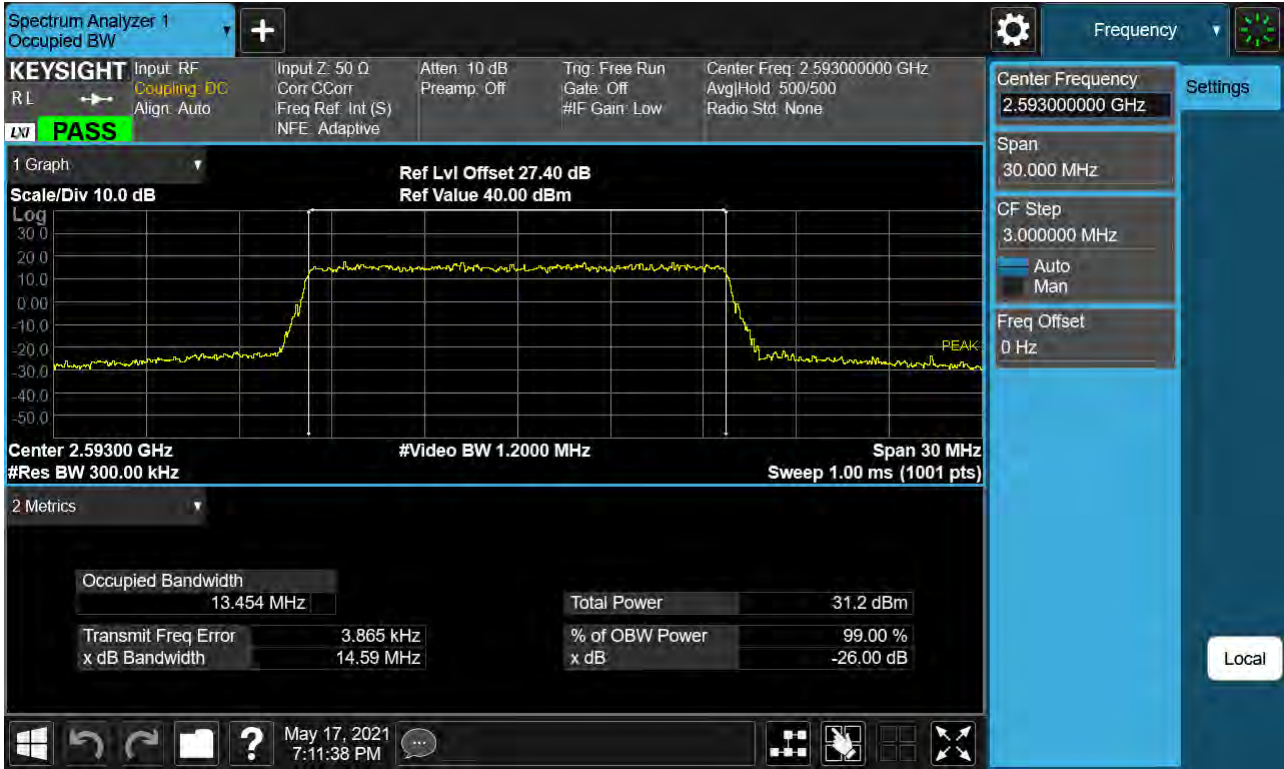 Spectrum Analyzer 1
Occupied BW
Frequency
KEYSIGHT
RL
LXI
PASS
Input: RF
Coupling: DC
Align: Auto
Input Z: 50 Ω
Corr CCorr
Freq Ref: Int (S)
NFE: Adaptive
Atten: 10 dB
Preamp: Off
Trig: Free Run
Gate: Off
#IF Gain: Low
Center Freq: 2.593000000 GHz
Avg|Hold: 500/500
Radio Std: None
Center Frequency
2.593000000 GHz
Settings
Span
30.000 MHz
CF Step
3.000000 MHz
Auto
Man
Freq Offset
0 Hz
1 Graph
Scale/Div 10.0 dB
Ref Lvl Offset 27.40 dB
Ref Value 40.00 dBm
Log
30.0
20.0
10.0
0.00
-10.0
-20.0
-30.0
-40.0
-50.0
PEAK
Center 2.59300 GHz
#Video BW 1.2000 MHz
Span 30 MHz
#Res BW 300.00 kHz
Sweep 1.00 ms (1001 pts)
2 Metrics
Occupied Bandwidth
13.454 MHz
Total Power 31.2 dBm
Transmit Freq Error 3.865 kHz
% of OBW Power 99.00 %
x dB Bandwidth 14.59 MHz
x dB -26.00 dB
Local
?
May 17, 2021
7:11:38 PM